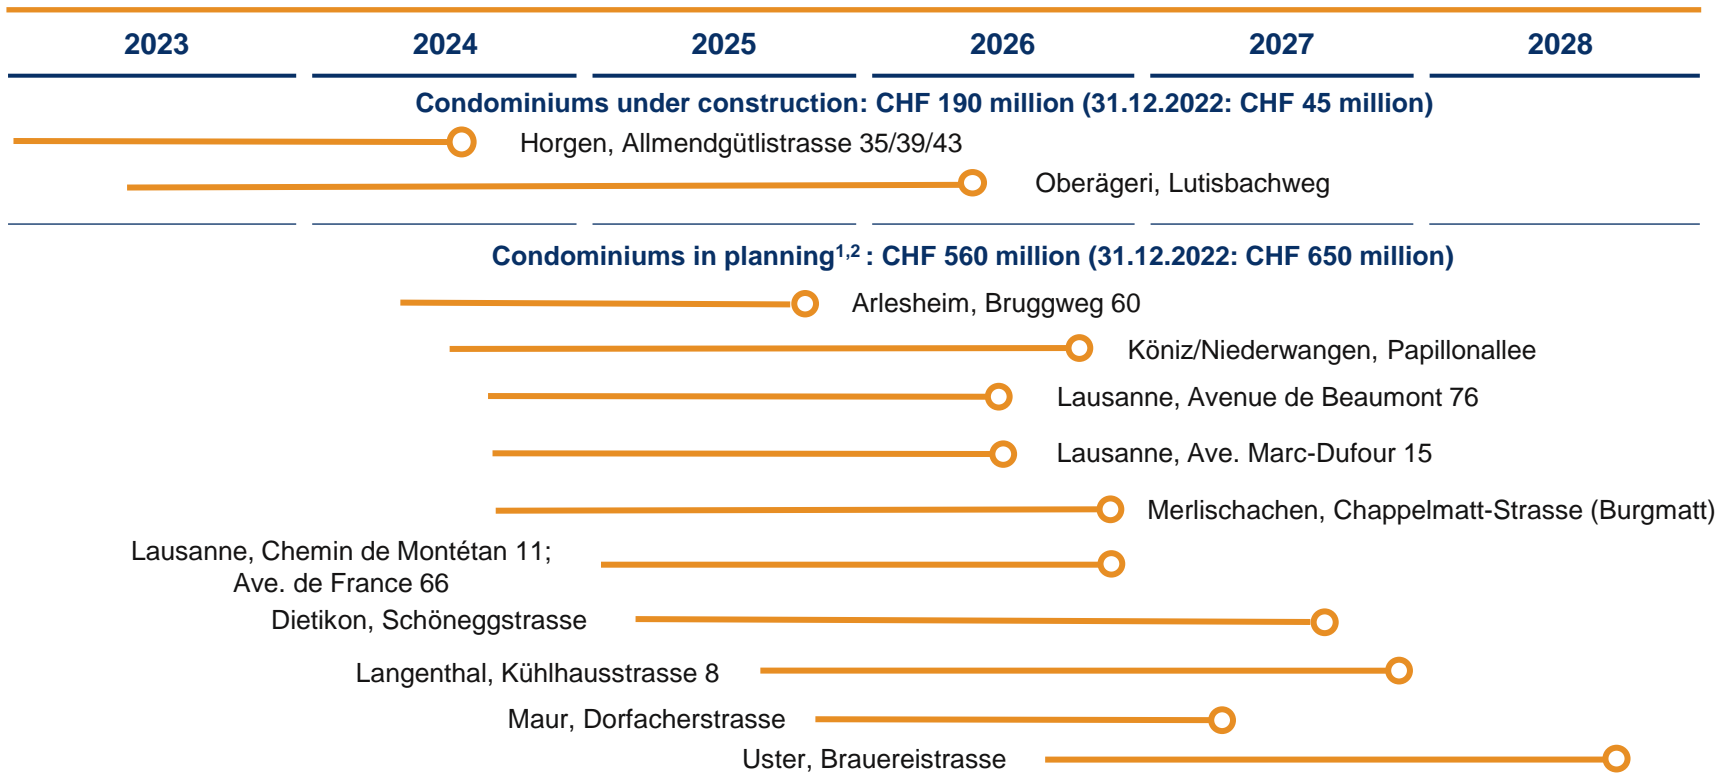 2023 2024 2025 2026 2027 2028
Condominiums under construction: CHF 190 million (31.12.2022: CHF 45 million)
Horgen, Allmendgütlistrasse 35/39/43
Oberägeri, Lutisbachweg
Condominiums in planning1,2 : CHF 560 million (31.12.2022: CHF 650 million)
Arlesheim, Bruggweg 60
Köniz/Niederwangen, Papillonallee
Lausanne, Avenue de Beaumont 76
Lausanne, Ave. Marc-Dufour 15
Merlischachen, Chappelmatt-Strasse (Burgmatt)
Lausanne, Chemin de Montétan 11;
Ave. de France 66
Dietikon, Schöneggstrasse
Langenthal, Kühlhausstrasse 8
Maur, Dorfacherstrasse
Uster, Brauereistrasse